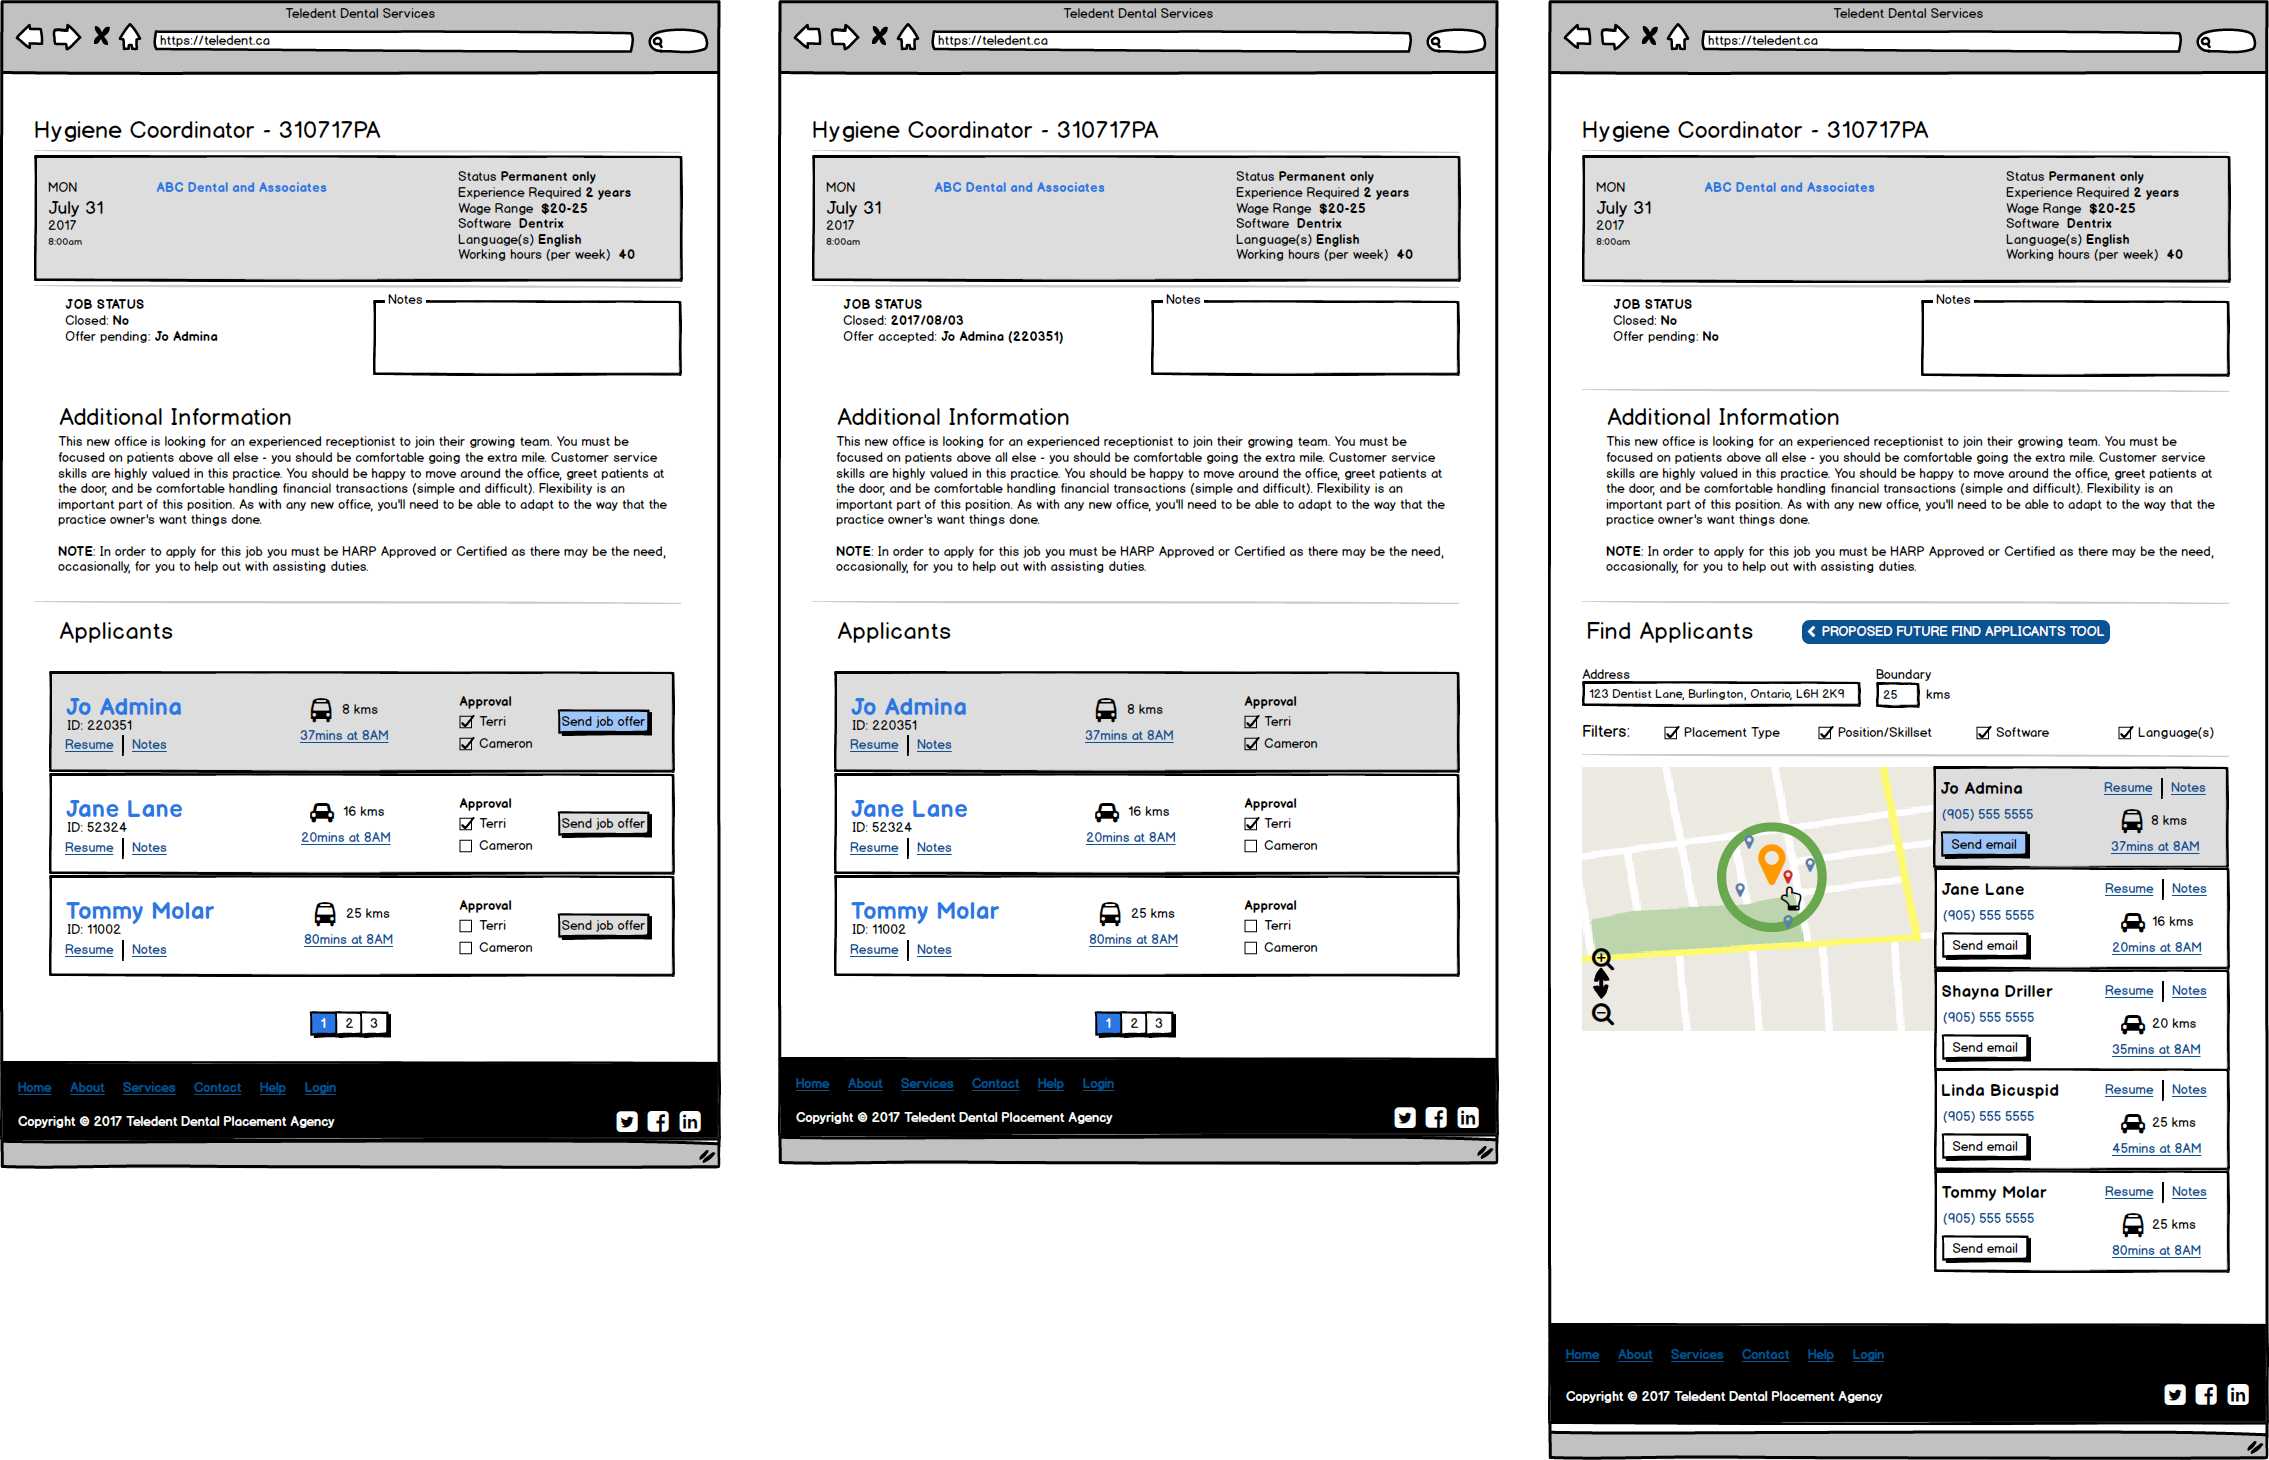 Teledent Dental Services
https://teledent.ca
Hygiene Coordinator - 310717PA
MON
July 31
2017
8:00am
ABC Dental and Associates
Status Permanent only
Experience Required 2 years
Wage Range $20-25
Software Dentrix
Language(s) English
Working hours (per week) 40
JOB STATUS
Closed: No
Offer pending: Jo Admina
Notes
Additional Information
This new office is looking for an experienced receptionist to join their growing team. You must be
focused on patients above all else - you should be comfortable going the extra mile. Customer service
skills are highly valued in this practice. You should be happy to move around the office, greet patients at
the door, and be comfortable handling financial transactions (simple and difficult). Flexibility is an
important part of this position. As with any new office, you'll need to be able to adapt to the way that the
practice owner's want things done.
NOTE: In order to apply for this job you must be HARP Approved or Certified as there may be the need,
occasionally, for you to help out with assisting duties.
Applicants
Jo Admina
ID: 220351
Resume | Notes
8 kms
37mins at 8AM
Approval
Terri
Cameron
Send job offer
Jane Lane
ID: 52324
Resume | Notes
16 kms
20mins at 8AM
Approval
Terri
Cameron
Send job offer
Tommy Molar
ID: 11002
Resume | Notes
25 kms
80mins at 8AM
Approval
Terri
Cameron
Send job offer
1 2 3
Home About Services Contact Help Login
Copyright © 2017 Teledent Dental Placement Agency
Teledent Dental Services
https://teledent.ca
Hygiene Coordinator - 310717PA
MON
July 31
2017
8:00am
ABC Dental and Associates
Status Permanent only
Experience Required 2 years
Wage Range $20-25
Software Dentrix
Language(s) English
Working hours (per week) 40
JOB STATUS
Closed: 2017/08/03
Offer accepted: Jo Admina (220351)
Notes
Additional Information
This new office is looking for an experienced receptionist to join their growing team. You must be
focused on patients above all else - you should be comfortable going the extra mile. Customer service
skills are highly valued in this practice. You should be happy to move around the office, greet patients at
the door, and be comfortable handling financial transactions (simple and difficult). Flexibility is an
important part of this position. As with any new office, you'll need to be able to adapt to the way that the
practice owner's want things done.
NOTE: In order to apply for this job you must be HARP Approved or Certified as there may be the need,
occasionally, for you to help out with assisting duties.
Applicants
Jo Admina
ID: 220351
Resume | Notes
8 kms
37mins at 8AM
Approval
Terri
Cameron
Jane Lane
ID: 52324
Resume | Notes
16 kms
20mins at 8AM
Approval
Terri
Cameron
Tommy Molar
ID: 11002
Resume | Notes
25 kms
80mins at 8AM
Approval
Terri
Cameron
1 2 3
Home About Services Contact Help Login
Copyright © 2017 Teledent Dental Placement Agency
Teledent Dental Services
https://teledent.ca
Hygiene Coordinator - 310717PA
MON
July 31
2017
8:00am
ABC Dental and Associates
Status Permanent only
Experience Required 2 years
Wage Range $20-25
Software Dentrix
Language(s) English
Working hours (per week) 40
JOB STATUS
Closed: No
Offer pending: No
Notes
Additional Information
This new office is looking for an experienced receptionist to join their growing team. You must be
focused on patients above all else - you should be comfortable going the extra mile. Customer service
skills are highly valued in this practice. You should be happy to move around the office, greet patients at
the door, and be comfortable handling financial transactions (simple and difficult). Flexibility is an
important part of this position. As with any new office, you'll need to be able to adapt to the way that the
practice owner's want things done.
NOTE: In order to apply for this job you must be HARP Approved or Certified as there may be the need,
occasionally, for you to help out with assisting duties.
Find Applicants
PROPOSED FUTURE FIND APPLICANTS TOOL
Address
123 Dentist Lane, Burlington, Ontario, L6H 2K9
Boundary
25 kms
Filters: Placement Type Position/Skillset Software Language(s)
Jo Admina
(905) 555 5555
Send email
Resume | Notes
8 kms
37mins at 8AM
Jane Lane
(905) 555 5555
Send email
Resume | Notes
16 kms
20mins at 8AM
Shayna Driller
(905) 555 5555
Send email
Resume | Notes
20 kms
35mins at 8AM
Linda Bicuspid
(905) 555 5555
Send email
Resume | Notes
25 kms
45mins at 8AM
Tommy Molar
(905) 555 5555
Send email
Resume | Notes
25 kms
80mins at 8AM
Home About Services Contact Help Login
Copyright © 2017 Teledent Dental Placement Agency